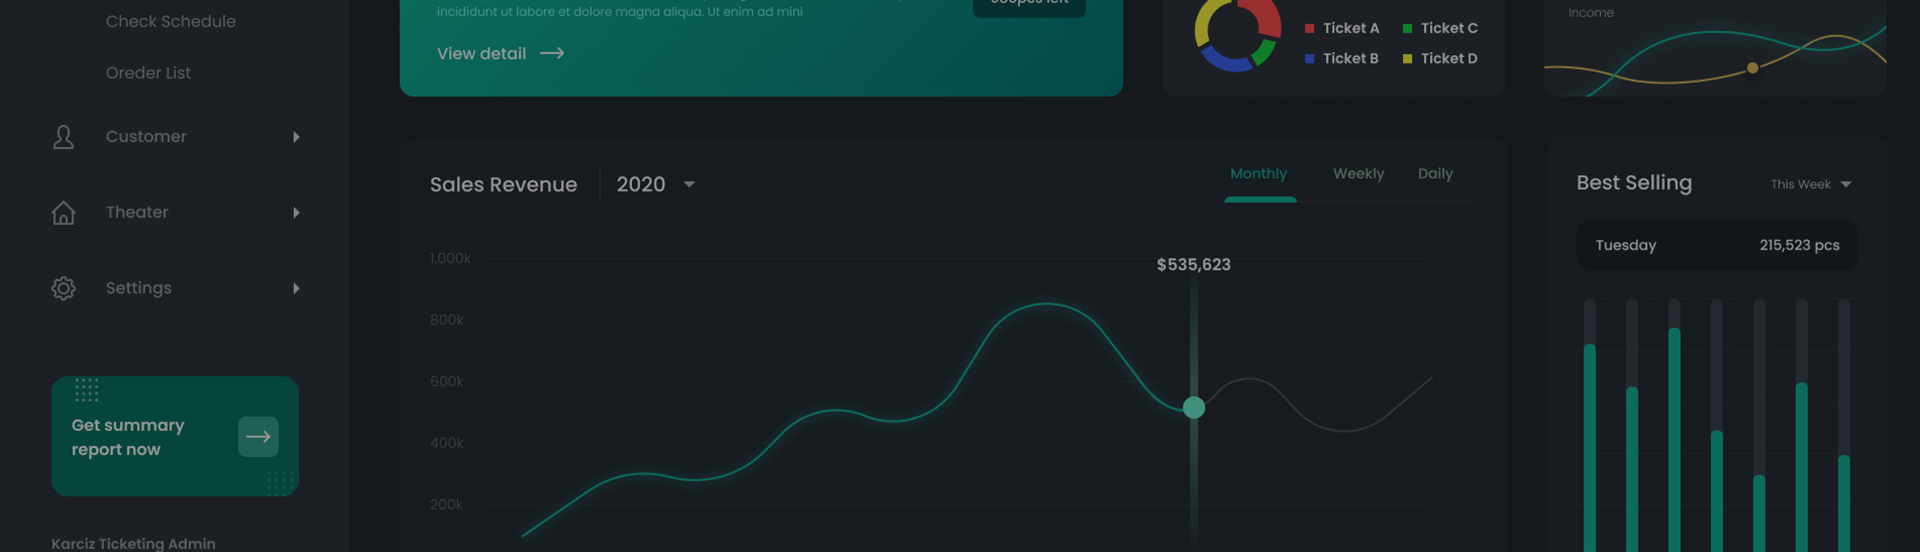 Check Schedule
Oreder List
Customer
Theater
Settings
Get summary
report now
Karciz Ticketing Admin
incididunt ut labore et dolore magna aliqua. Ut enim ad mini
View detail
Ticket A
Ticket C
Ticket B
Ticket D
Income
Sales Revenue
2020
Monthly
Weekly
Daily
1,000k
800k
600k
400k
200k
$535,623
Best Selling
This Week
Tuesday
215,523 pcs